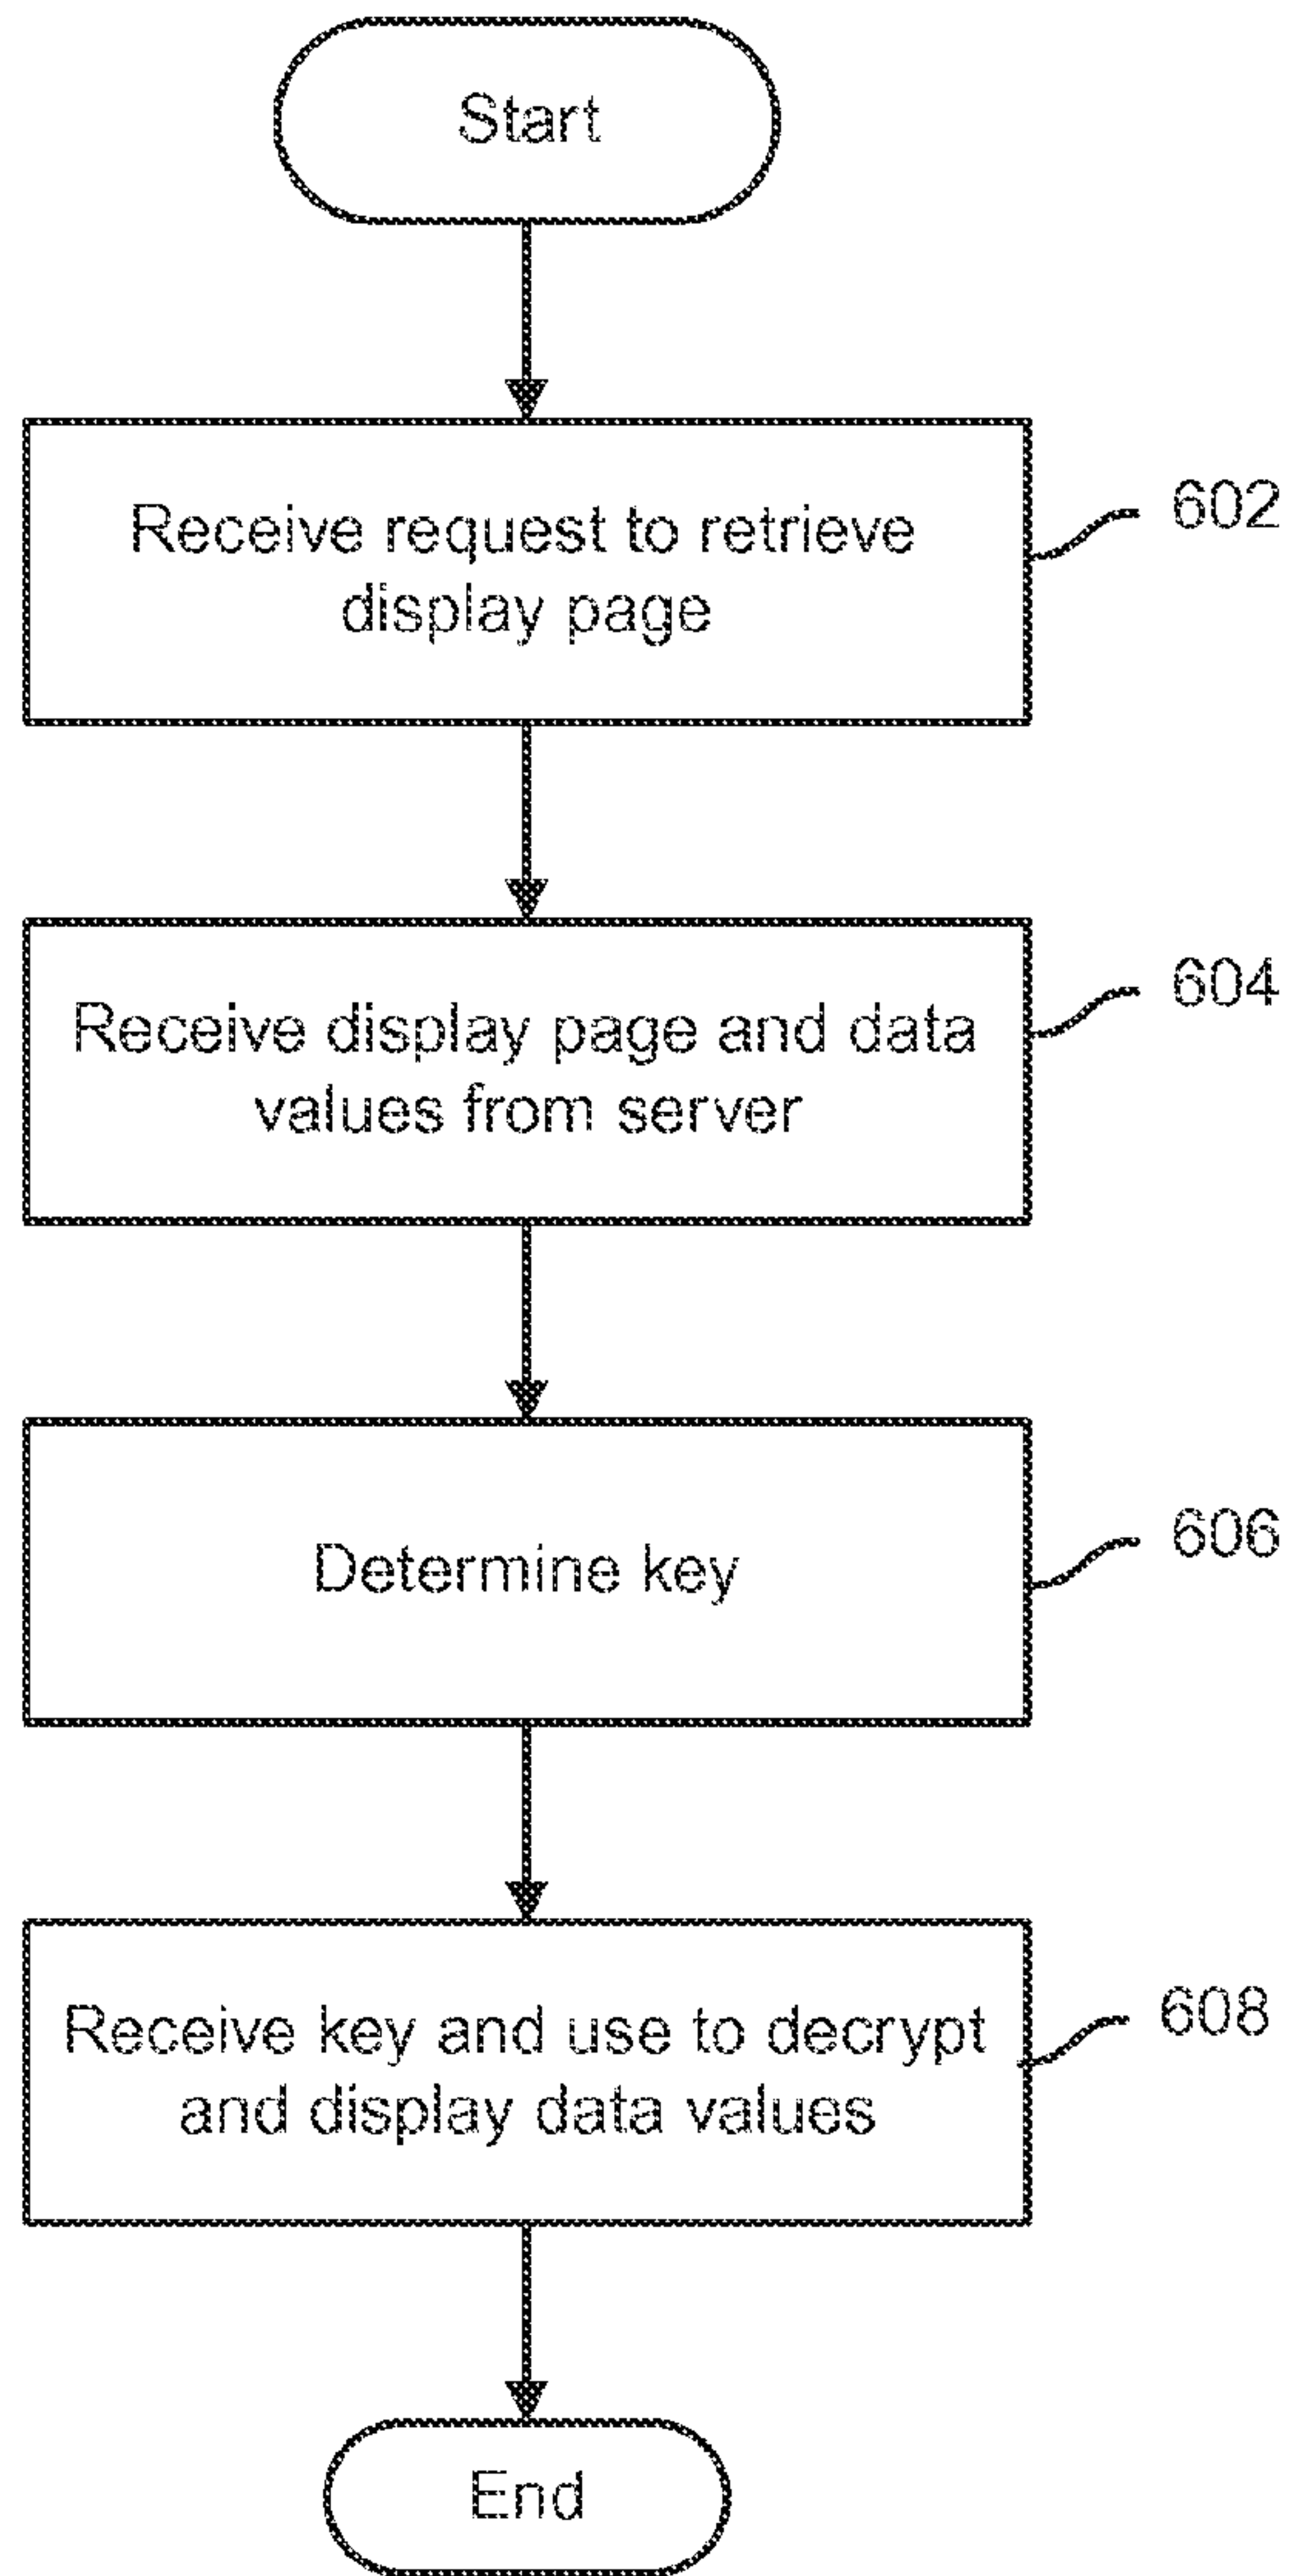 Start
Receive request to retrieve
display page
602
Receive display page and data
values from server
604
Determine key
606
Receive key and use to decrypt
and display data values
608
End